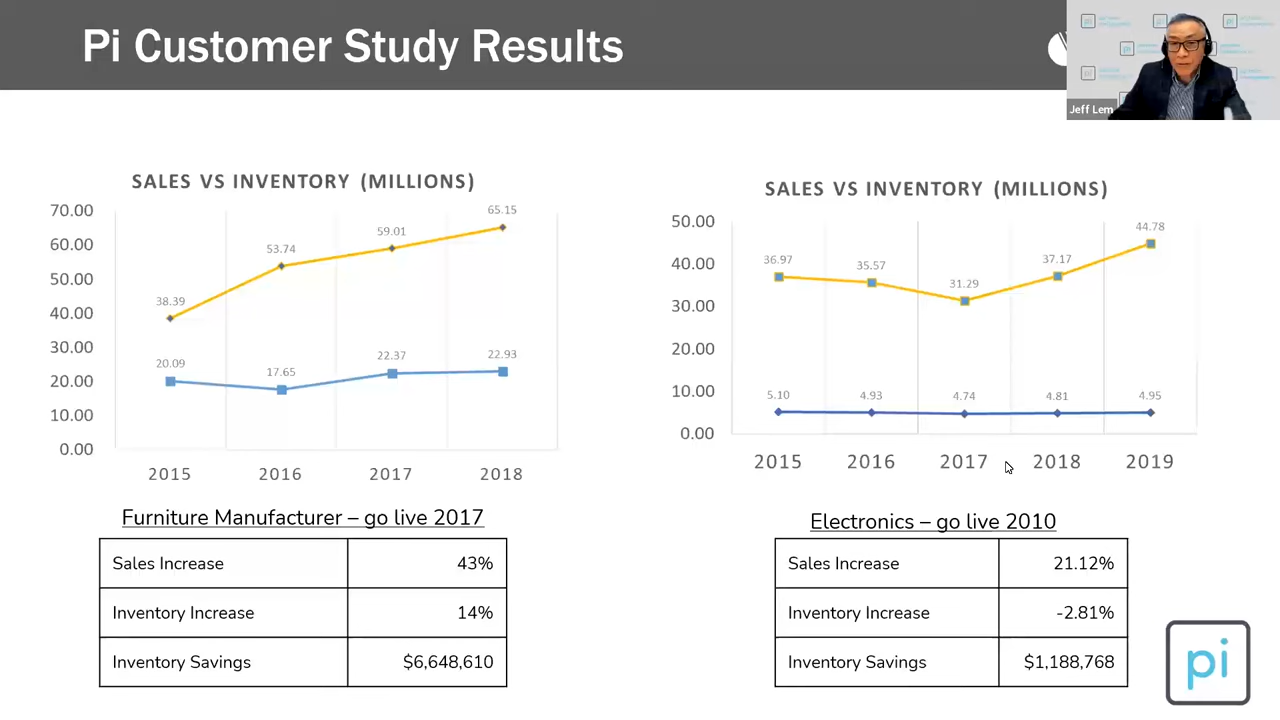 Pi Customer Study Results
Jeff Lem
SALES VS INVENTORY (MILLIONS)
70.00
60.00
50.00
40.00
30.00
20.00
10.00
0.00
38.39
53.74
59.01
65.15
20.09
17.65
22.37
22.93
2015 2016 2017 2018
Furniture Manufacturer – go live 2017
Sales Increase 43%
Inventory Increase 14%
Inventory Savings $6,648,610
SALES VS INVENTORY (MILLIONS)
50.00
40.00
30.00
20.00
10.00
0.00
36.97
35.57
31.29
37.17
44.78
5.10
4.93
4.74
4.81
4.95
2015 2016 2017 2018 2019
Electronics – go live 2010
Sales Increase 21.12%
Inventory Increase -2.81%
Inventory Savings $1,188,768
pi